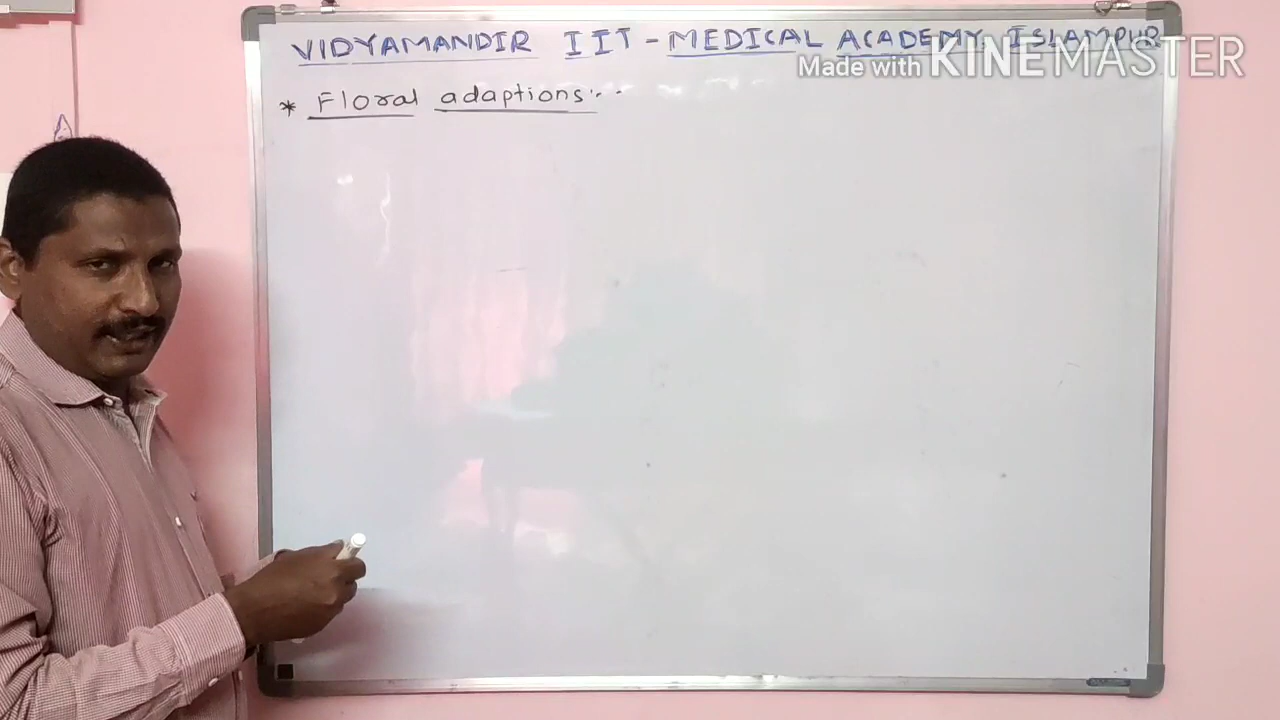 VIDYAMANDIR IIT - MEDICAL ACADEMY ISLAMPUR
Made with KINEMASTER
* Floral adaptions:-